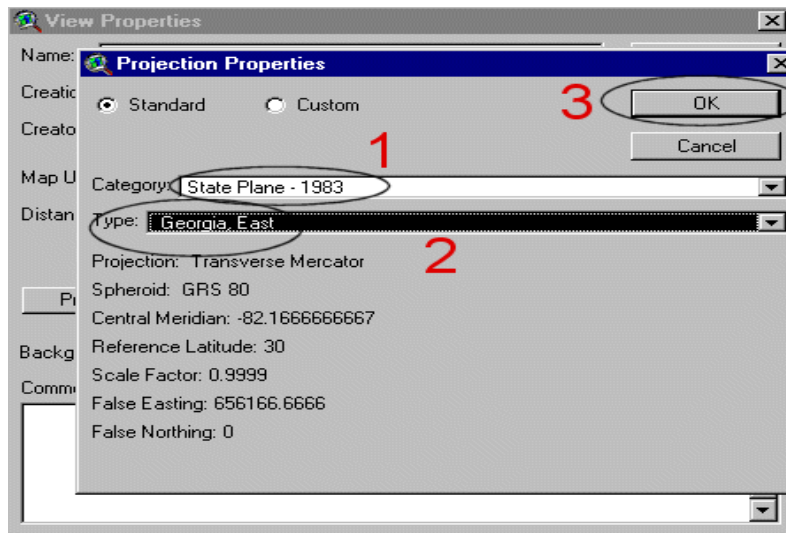 View Properties
Name:
Projection Properties
Creatio
Standard Custom
3
OK
Creato
1
Cancel
Map U
Category: State Plane - 1983
Distan
Type: Georgia, East
2
Projection: Transverse Mercator
Spheroid: GRS 80
Central Meridian: -82.1666666667
Reference Latitude: 30
Scale Factor: 0.9999
False Easting: 656166.6666
False Northing: 0
Backg
Comm